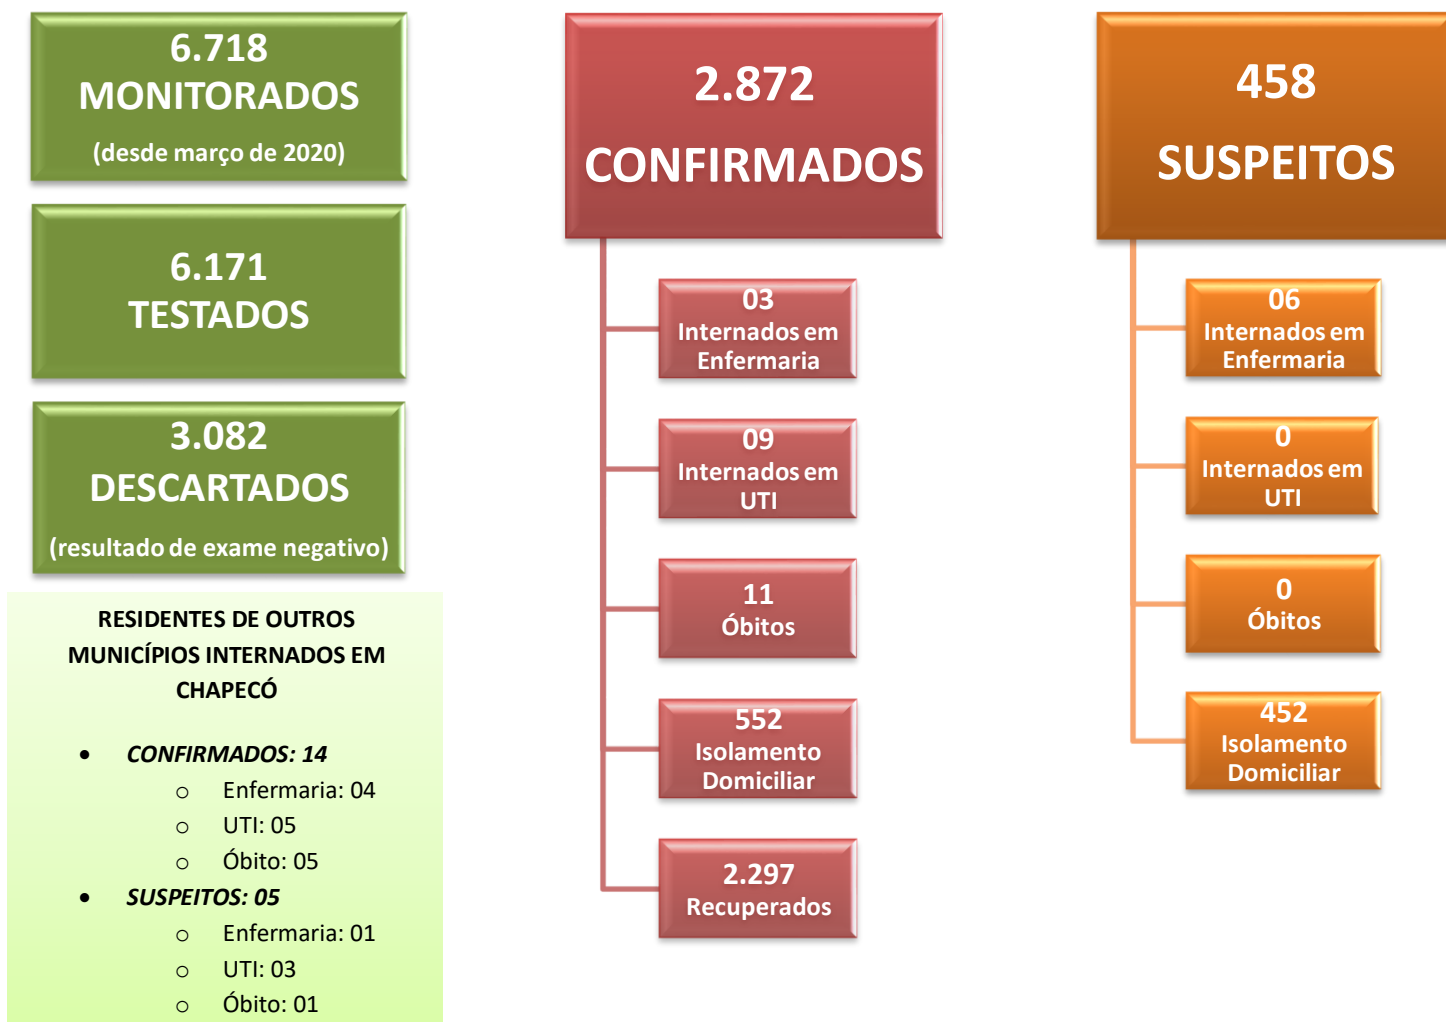 6.718
MONITORADOS
(desde março de 2020)
6.171
TESTADOS
3.082
DESCARTADOS
(resultado de exame negativo)
RESIDENTES DE OUTROS
MUNICÍPIOS INTERNADOS EM
CHAPECÓ
• CONFIRMADOS: 14
o Enfermaria: 04
o UTI: 05
o Óbito: 05
• SUSPEITOS: 05
o Enfermaria: 01
o UTI: 03
o Óbito: 01
2.872
CONFIRMADOS
03
Internados em
Enfermaria
09
Internados em
UTI
11
Óbitos
552
Isolamento
Domiciliar
2.297
Recuperados
458
SUSPEITOS
06
Internados em
Enfermaria
0
Internados em
UTI
0
Óbitos
452
Isolamento
Domiciliar